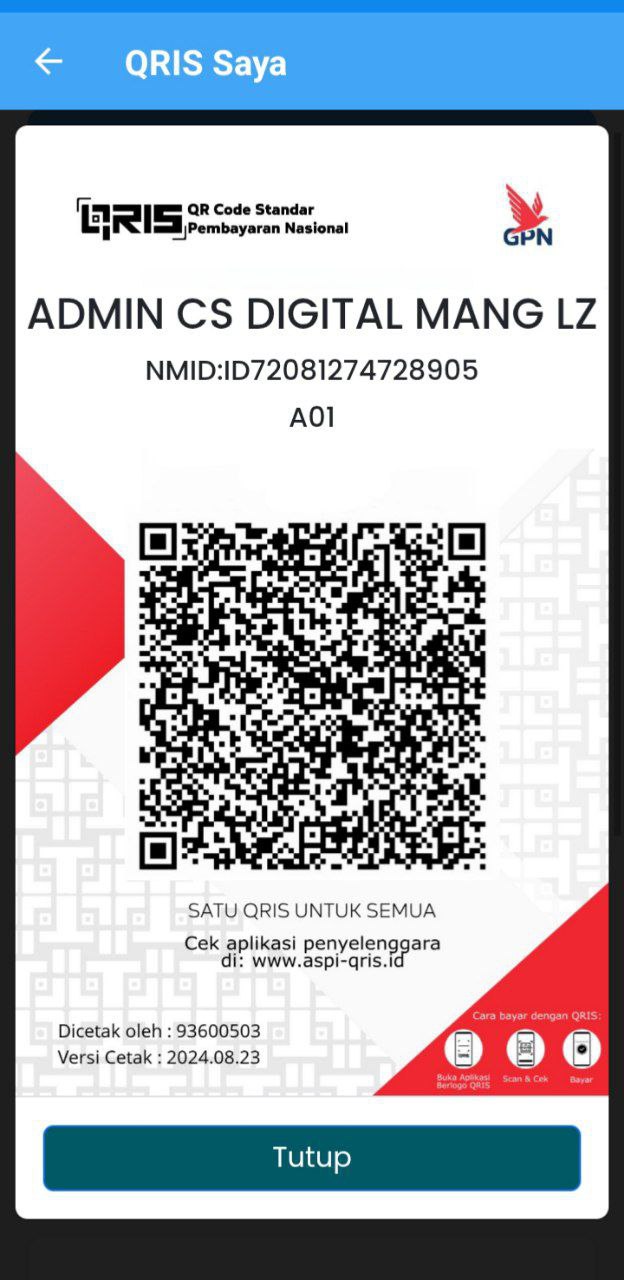 QRIS Saya
QRIS QR Code Standar
Pembayaran Nasional
GPN
ADMIN CS DIGITAL MANG LZ
NMID:ID72081274728905
A01
SATU QRIS UNTUK SEMUA
Cek aplikasi penyelenggara
di: www.aspi-qris.id
Dicetak oleh : 93600503
Versi Cetak : 2024.08.23
Cara bayar dengan QRIS:
Buka Aplikasi
Berlogo QRIS
Scan & Cek
Bayar
Tutup